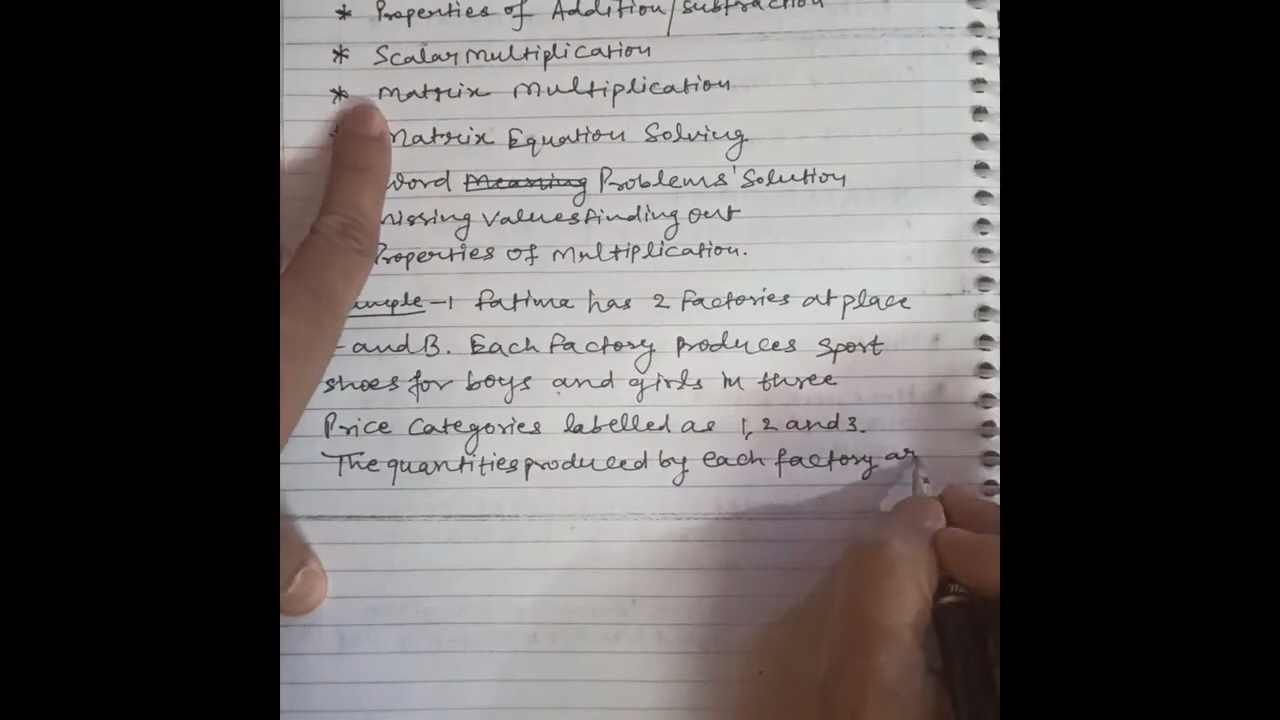 * Properties of Addition/Subtraction
* Scalar Multiplication
* Matrix Multiplication
Matrix Equation Solving
Word Meaning Problems' Solution
Missing Values finding out
Properties of Multiplication.
ample-1 Fatima has 2 factories at place
and B. Each factory produces sport
shoes for boys and girls in three
Price Categories labelled as 1, 2 and 3.
The quantities produced by each factory ar